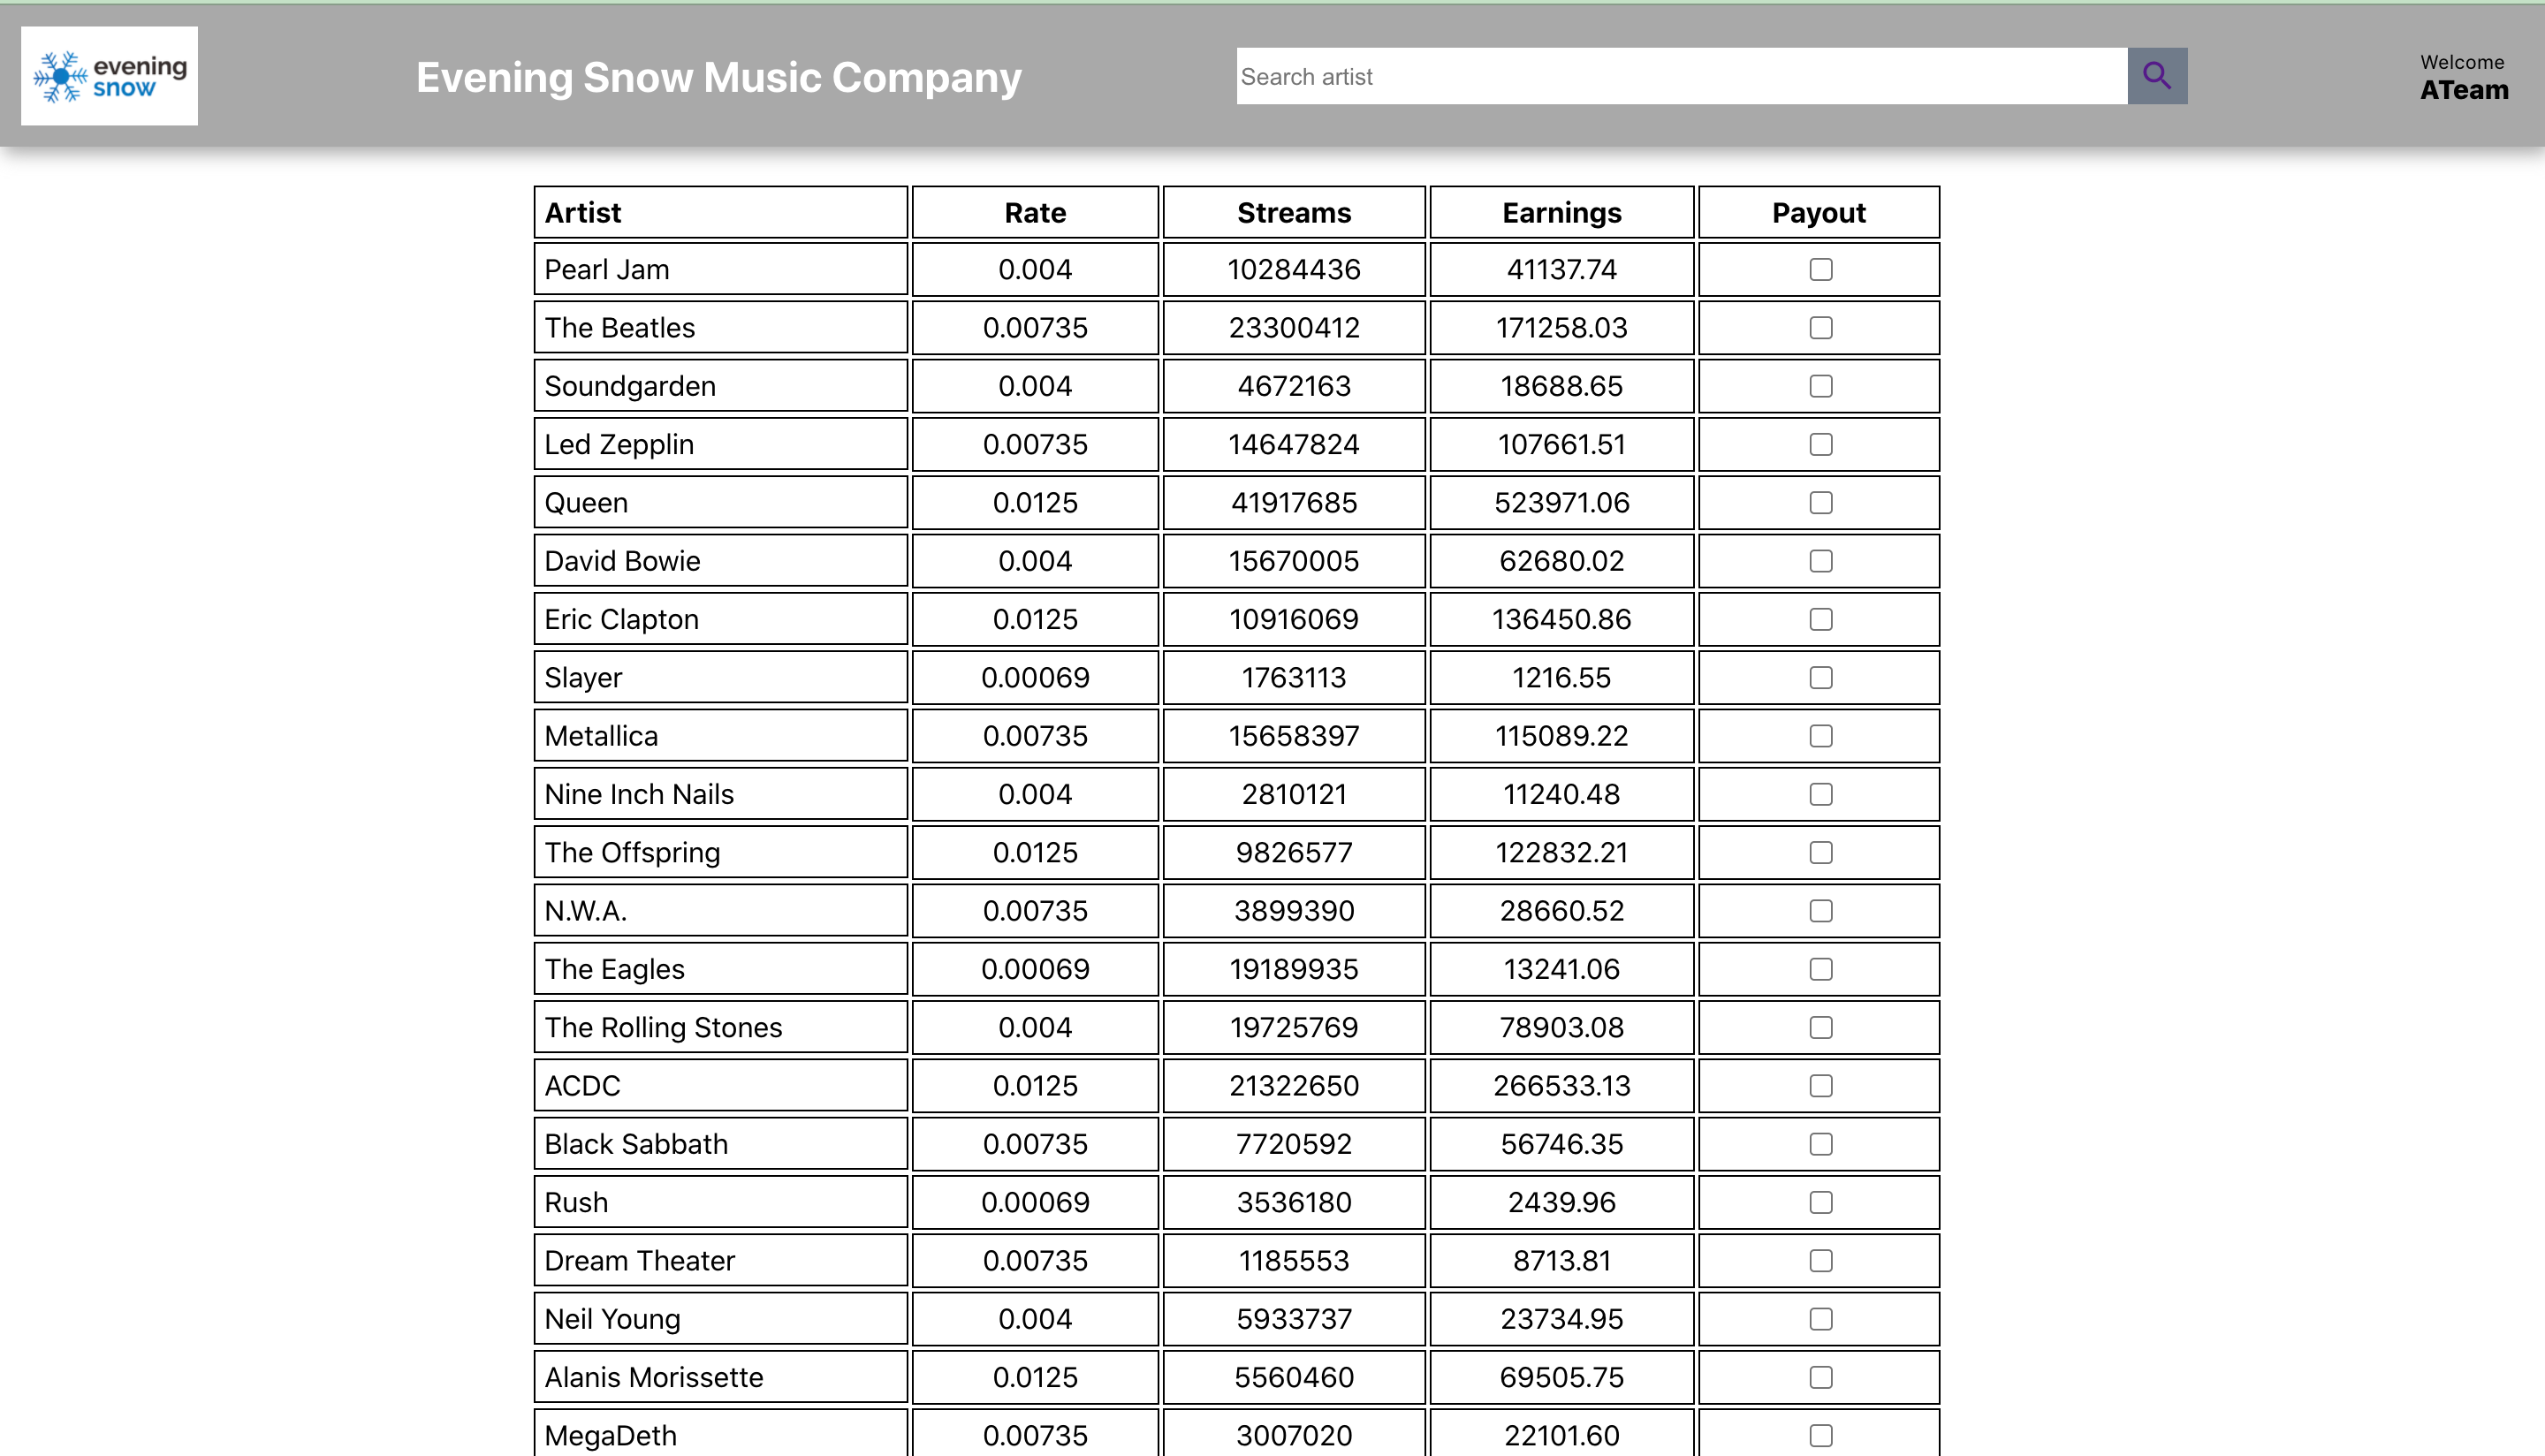 evening
snow
Evening Snow Music Company
Search artist
Welcome
ATeam
Artist Rate Streams Earnings Payout
Pearl Jam 0.004 10284436 41137.74
The Beatles 0.00735 23300412 171258.03
Soundgarden 0.004 4672163 18688.65
Led Zepplin 0.00735 14647824 107661.51
Queen 0.0125 41917685 523971.06
David Bowie 0.004 15670005 62680.02
Eric Clapton 0.0125 10916069 136450.86
Slayer 0.00069 1763113 1216.55
Metallica 0.00735 15658397 115089.22
Nine Inch Nails 0.004 2810121 11240.48
The Offspring 0.0125 9826577 122832.21
N.W.A. 0.00735 3899390 28660.52
The Eagles 0.00069 19189935 13241.06
The Rolling Stones 0.004 19725769 78903.08
ACDC 0.0125 21322650 266533.13
Black Sabbath 0.00735 7720592 56746.35
Rush 0.00069 3536180 2439.96
Dream Theater 0.00735 1185553 8713.81
Neil Young 0.004 5933737 23734.95
Alanis Morissette 0.0125 5560460 69505.75
MegaDeth 0.00735 3007020 22101.60